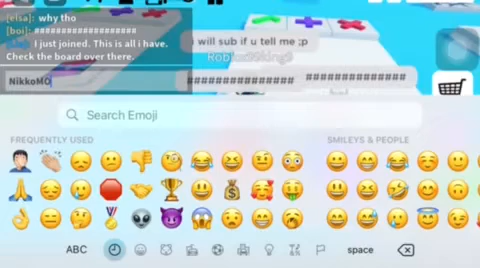 [elsa]: why tho
[boi]: ##################
I just joined. This is all i have.
Check the board over there.
i will sub if u tell me ;p
################ ###############
NikkoMO
Search Emoji
FREQUENTLY USED
SMILEYS & PEOPLE
ABC
space